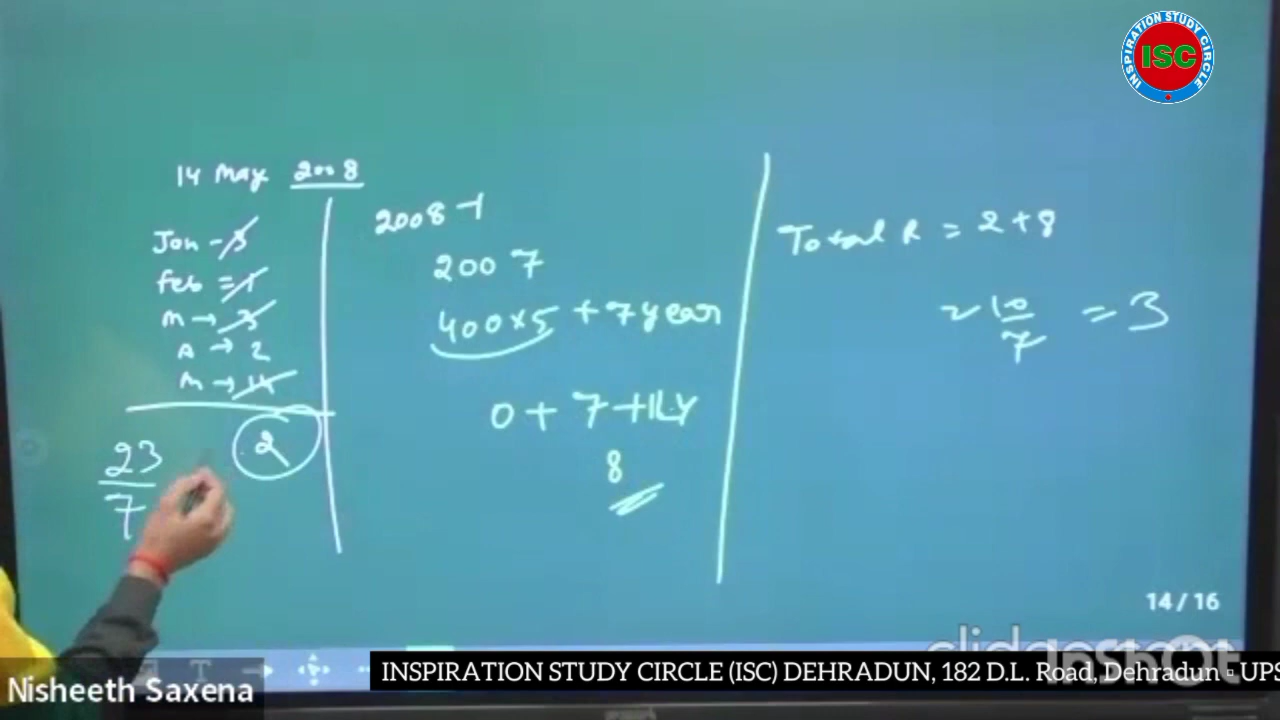 INSPIRATION STUDY CIRCLE
ISC
14 May 2008
Jan - 3
Feb = 1
M → 3
A → 2
M → 14
2
23
7
2008 - 1
2007
400×5 + 7 year
0 + 7 + 1L.Y
8
Total R = 2+8
10
7
= 3
14 / 16
Nisheeth Saxena
INSPIRATION STUDY CIRCLE (ISC) DEHRADUN, 182 D.L. Road, Dehradun ▫ UPS